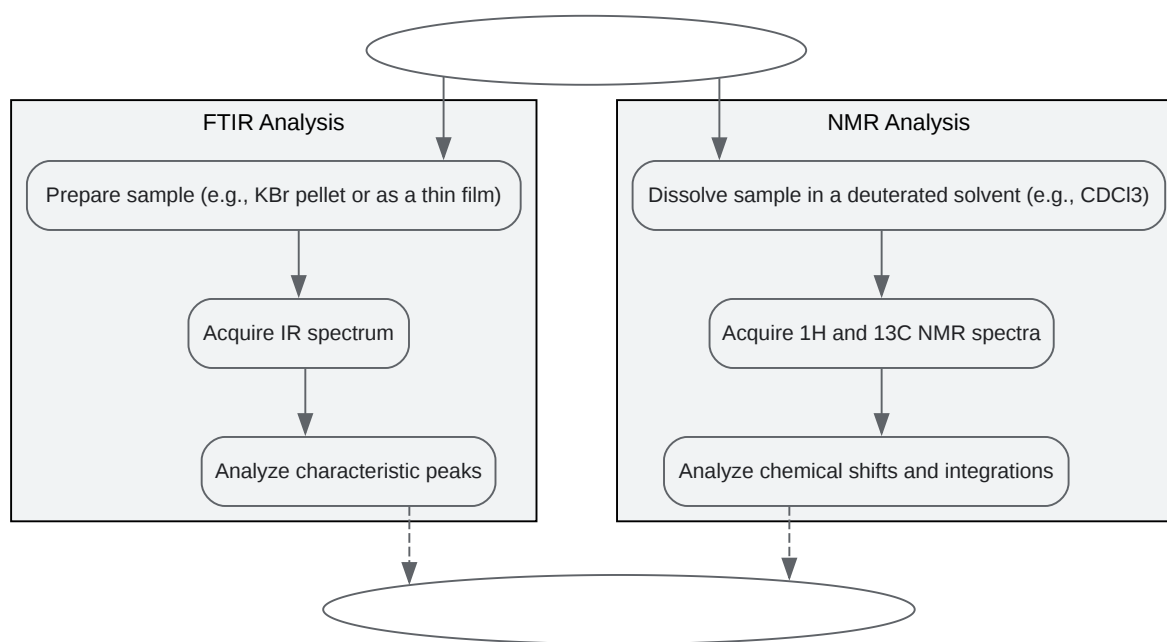 FTIR Analysis
Prepare sample (e.g., KBr pellet or as a thin film)
Acquire IR spectrum
Analyze characteristic peaks
NMR Analysis
Dissolve sample in a deuterated solvent (e.g., CDCl3)
Acquire 1H and 13C NMR spectra
Analyze chemical shifts and integrations